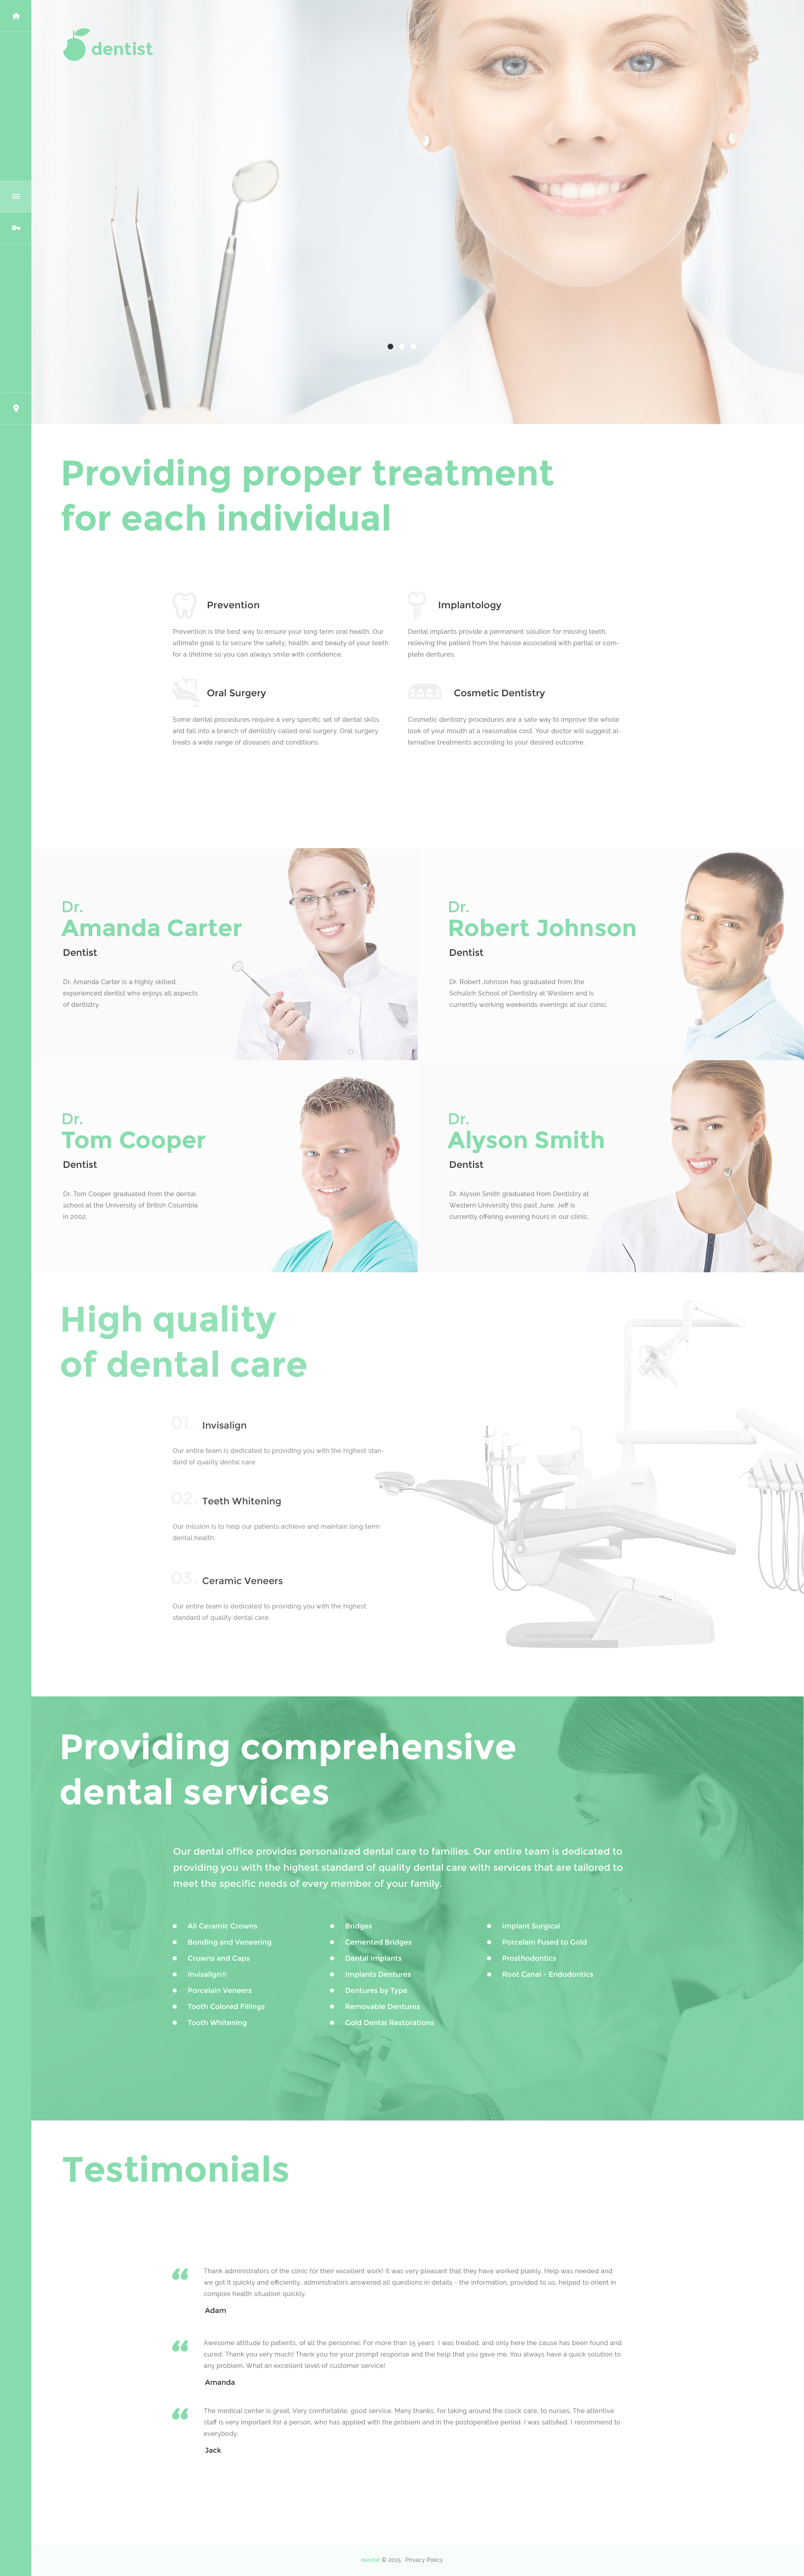 dentist
Providing proper treatment
for each individual
Prevention
Prevention is the best way to ensure your long term oral health. Our
ultimate goal is to secure the safety, health, and beauty of your teeth
for a lifetime so you can always smile with confidence.
Implantology
Dental implants provide a permanent solution for missing teeth,
relieving the patient from the hassle associated with partial or com-
plete dentures.
Oral Surgery
Some dental procedures require a very specific set of dental skills
and fall into a branch of dentistry called oral surgery. Oral surgery
treats a wide range of diseases and conditions.
Cosmetic Dentistry
Cosmetic dentistry procedures are a safe way to improve the whole
look of your mouth at a reasonable cost. Your doctor will suggest al-
ternative treatments according to your desired outcome.
Dr.
Amanda Carter
Dentist
Dr. Amanda Carter is a highly skilled,
experienced dentist who enjoys all aspects
of dentistry.
Dr.
Robert Johnson
Dentist
Dr. Robert Johnson has graduated from the
Schulich School of Dentistry at Western and is
currently working weekends evenings at our clinic.
Dr.
Tom Cooper
Dentist
Dr. Tom Cooper graduated from the dental
school at the University of British Columbia
in 2002.
Dr.
Alyson Smith
Dentist
Dr. Alyson Smith graduated from Dentistry at
Western University this past June. Jeff is
currently offering evening hours in our clinic.
High quality
of dental care
01. Invisalign
Our entire team is dedicated to providing you with the highest stan-
dard of quality dental care
02. Teeth Whitening
Our mission is to help our patients achieve and maintain long term
dental health.
03. Ceramic Veneers
Our entire team is dedicated to providing you with the highest
standard of quality dental care.
Providing comprehensive
dental services
Our dental office provides personalized dental care to families. Our entire team is dedicated to
providing you with the highest standard of quality dental care with services that are tailored to
meet the specific needs of every member of your family.
All Ceramic Crowns
Bonding and Veneering
Crowns and Caps
Invisalign®
Porcelain Veneers
Tooth Colored Fillings
Tooth Whitening
Bridges
Cemented Bridges
Dental Implants
Implants Dentures
Dentures by Type
Removable Dentures
Gold Dental Restorations
Implant Surgical
Porcelain Fused to Gold
Prosthodontics
Root Canal - Endodontics
Testimonials
Thank administrators of the clinic for their excellent work! It was very pleasant that they have worked plainly. Help was needed and
we got it quickly and efficiently, administrators answered all questions in details - the information, provided to us, helped to orient in
complex health situation quickly.
Adam
Awesome attitude to patients, of all the personnel. For more than 15 years I was treated, and only here the cause has been found and
cured. Thank you very much! Thank you for your prompt response and the help that you gave me. You always have a quick solution to
any problem. What an excellent level of customer service!
Amanda
The medical center is great. Very comfortable, good service. Many thanks, for taking around the clock care, to nurses. The attentive
staff is very important for a person, who has applied with the problem and in the postoperative period. I was satisfied. I recommend to
everybody.
Jack
dentist © 2015. Privacy Policy